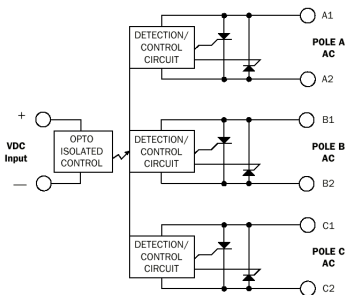 A1
DETECTION/
CONTROL
CIRCUIT
POLE A
AC
A2
+
VDC
Input
—
OPTO
ISOLATED
CONTROL
B1
DETECTION/
CONTROL
CIRCUIT
POLE B
AC
B2
C1
DETECTION/
CONTROL
CIRCUIT
POLE C
AC
C2